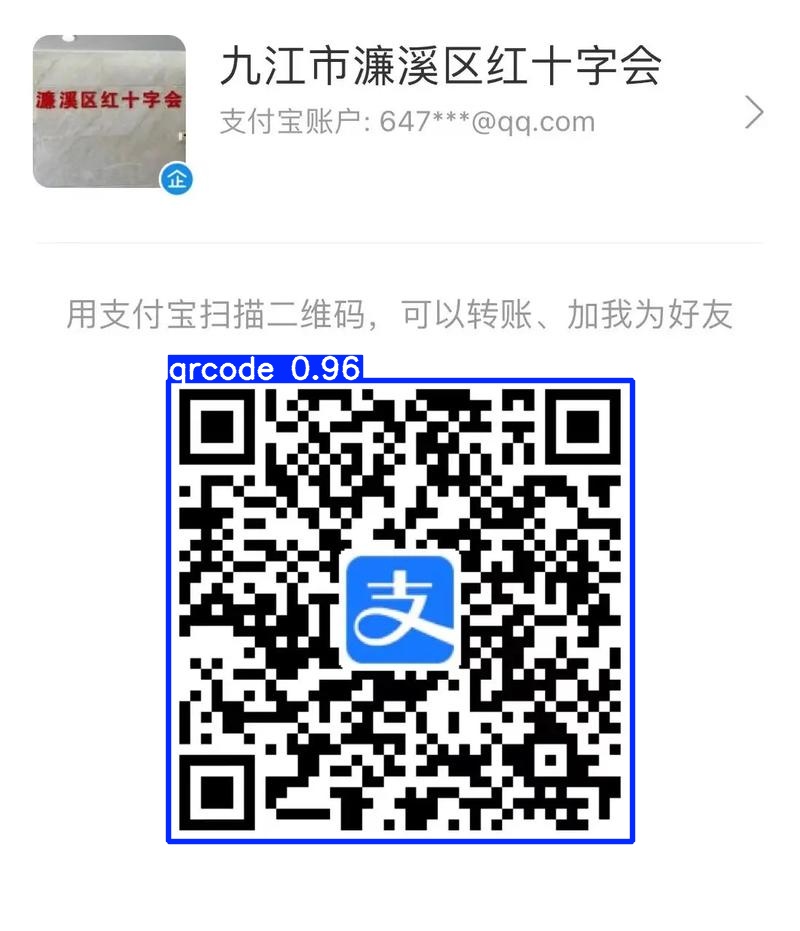 九江市濂溪区红十字会
濂溪区红十字会
支付宝账户: 647***@qq.com
企
用支付宝扫描二维码，可以转账、加我为好友
qrcode 0.96
支